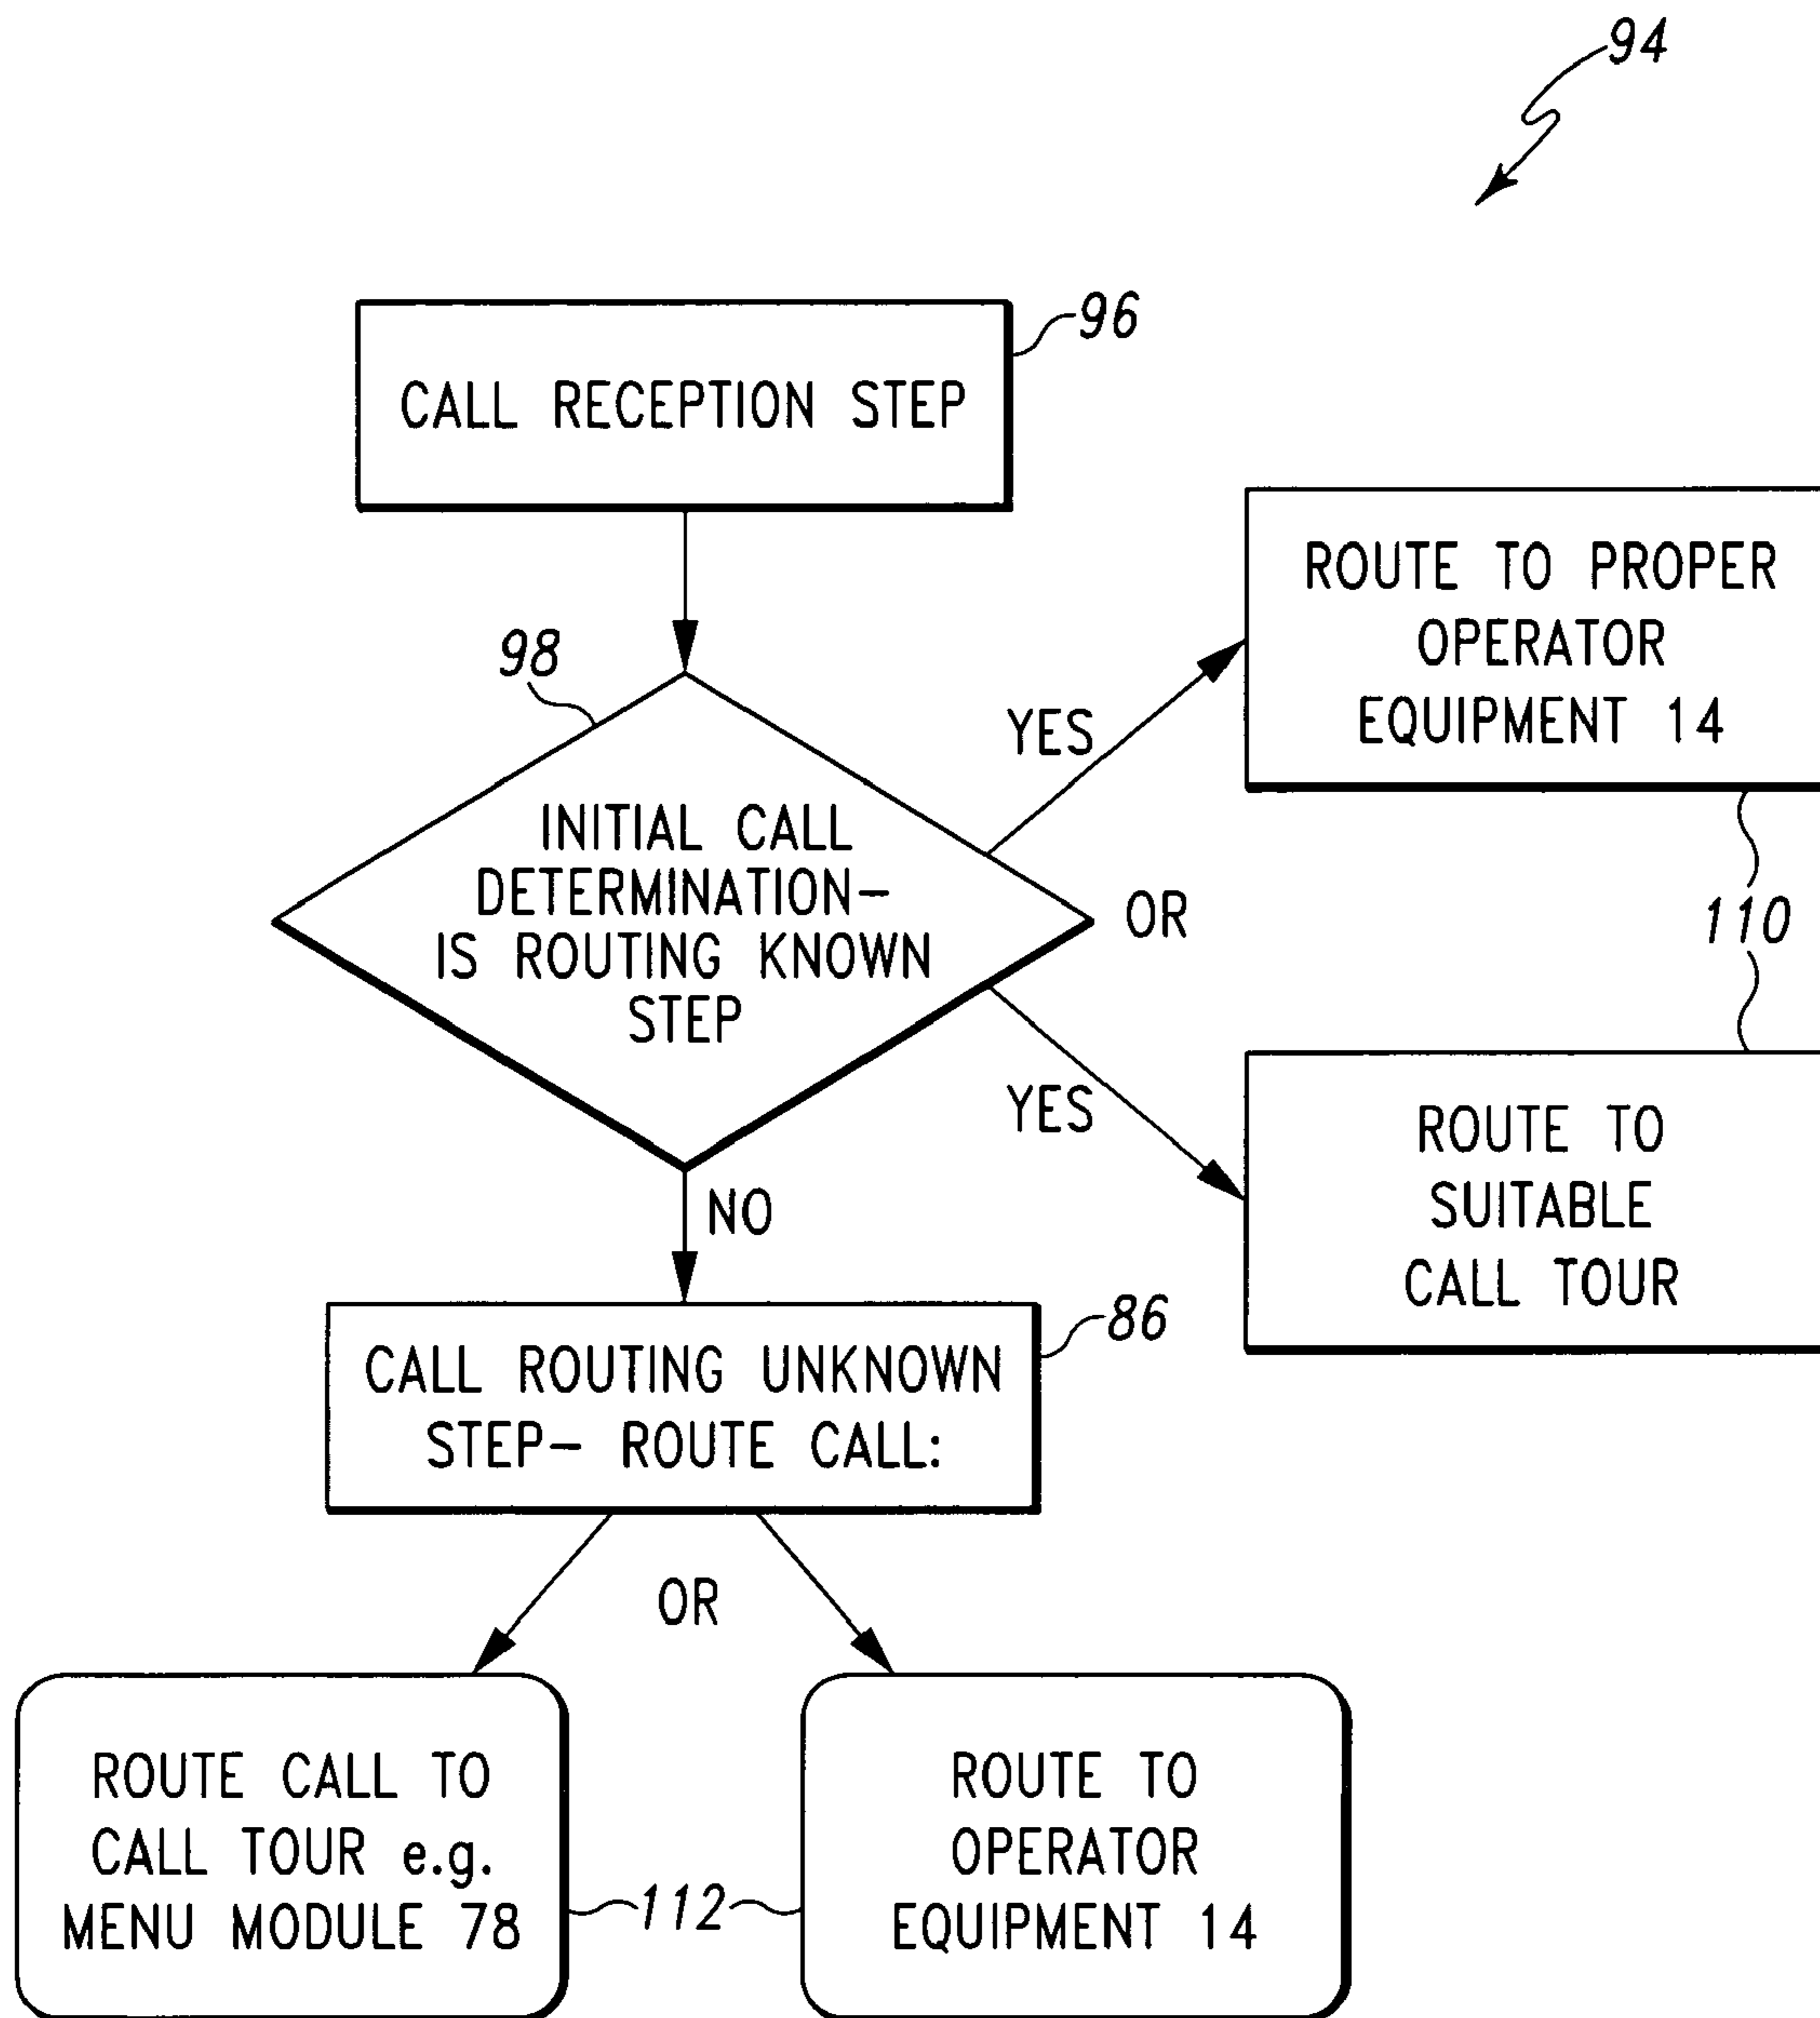 94
96
CALL RECEPTION STEP
98
INITIAL CALL
DETERMINATION-
IS ROUTING KNOWN
STEP
YES
OR
YES
NO
ROUTE TO PROPER
OPERATOR
EQUIPMENT 14
110
ROUTE TO
SUITABLE
CALL TOUR
86
CALL ROUTING UNKNOWN
STEP- ROUTE CALL:
OR
ROUTE CALL TO
CALL TOUR e.g.
MENU MODULE 78
112
ROUTE TO
OPERATOR
EQUIPMENT 14